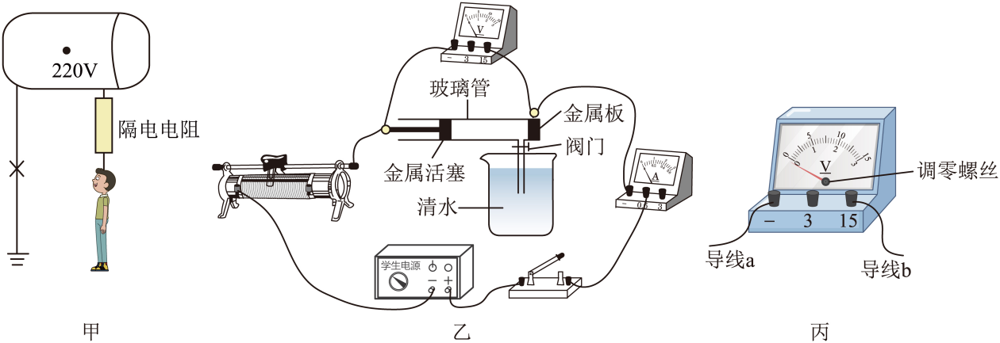 220V
隔电电阻
甲
V
－ 3 15
玻璃管
金属板
阀门
金属活塞
清水
A
－ 0.6 3
学生电源
－ ＋
乙
0 5 10 15
0 1 2 3
V
调零螺丝
－ 3 15
导线a
导线b
丙